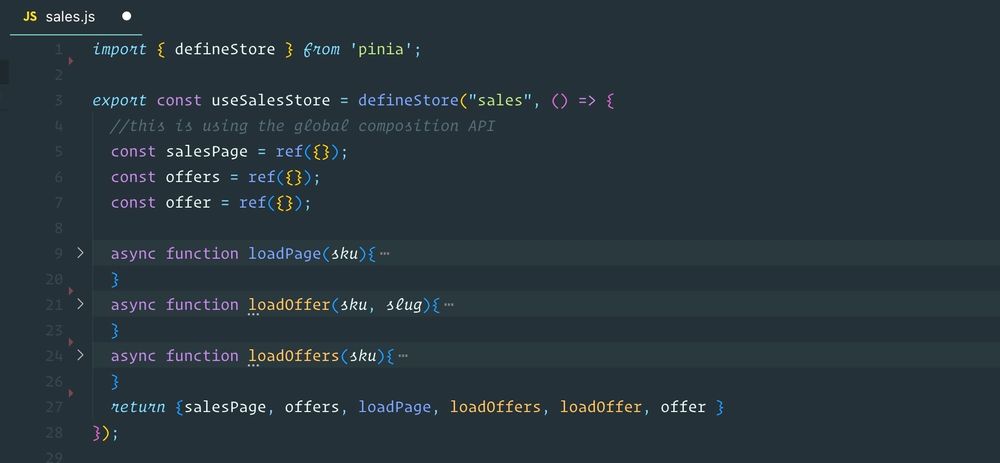 JS sales.js
1 import { defineStore } from 'pinia';
2
3 export const useSalesStore = defineStore("sales", () => {
4 //this is using the global composition API
5 const salesPage = ref({});
6 const offers = ref({});
7 const offer = ref({});
8
9 async function loadPage(sku){⋯
20 }
21 async function loadOffer(sku, slug){⋯
23 }
24 async function loadOffers(sku){⋯
26 }
27 return {salesPage, offers, loadPage, loadOffers, loadOffer, offer }
28 });
29